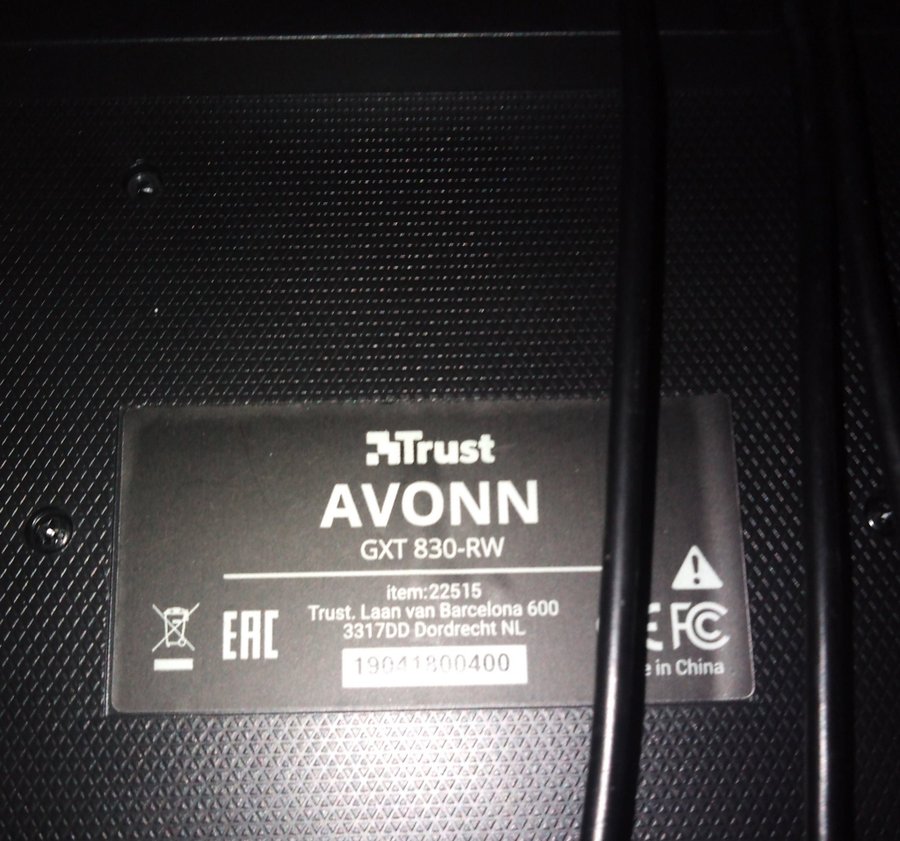 Trust
AVONN
GXT 830-RW
item:22515
Trust. Laan van Barcelona 600
3317DD Dordrecht NL
19041800400
EAC
FC
in China